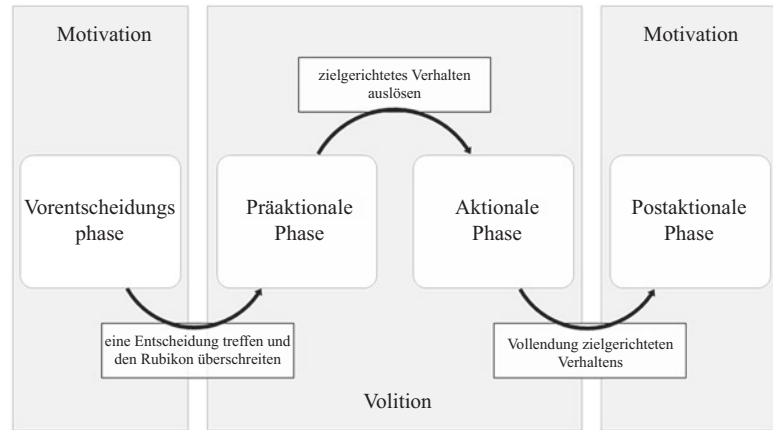 Motivation
Motivation
zielgerichtetes Verhalten
auslösen
Vorentscheidungs
phase
Präaktionale
Phase
Aktionale
Phase
Postaktionale
Phase
eine Entscheidung treffen und
den Rubikon überschreiten
Vollendung zielgerichteten
Verhaltens
Volition